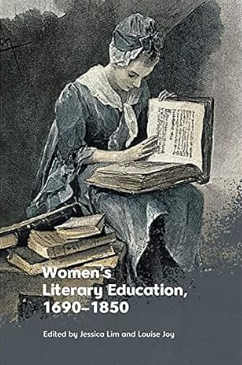 Women's
Literary Education,
1690–1850
Edited by Jessica Lim and Louise Joy